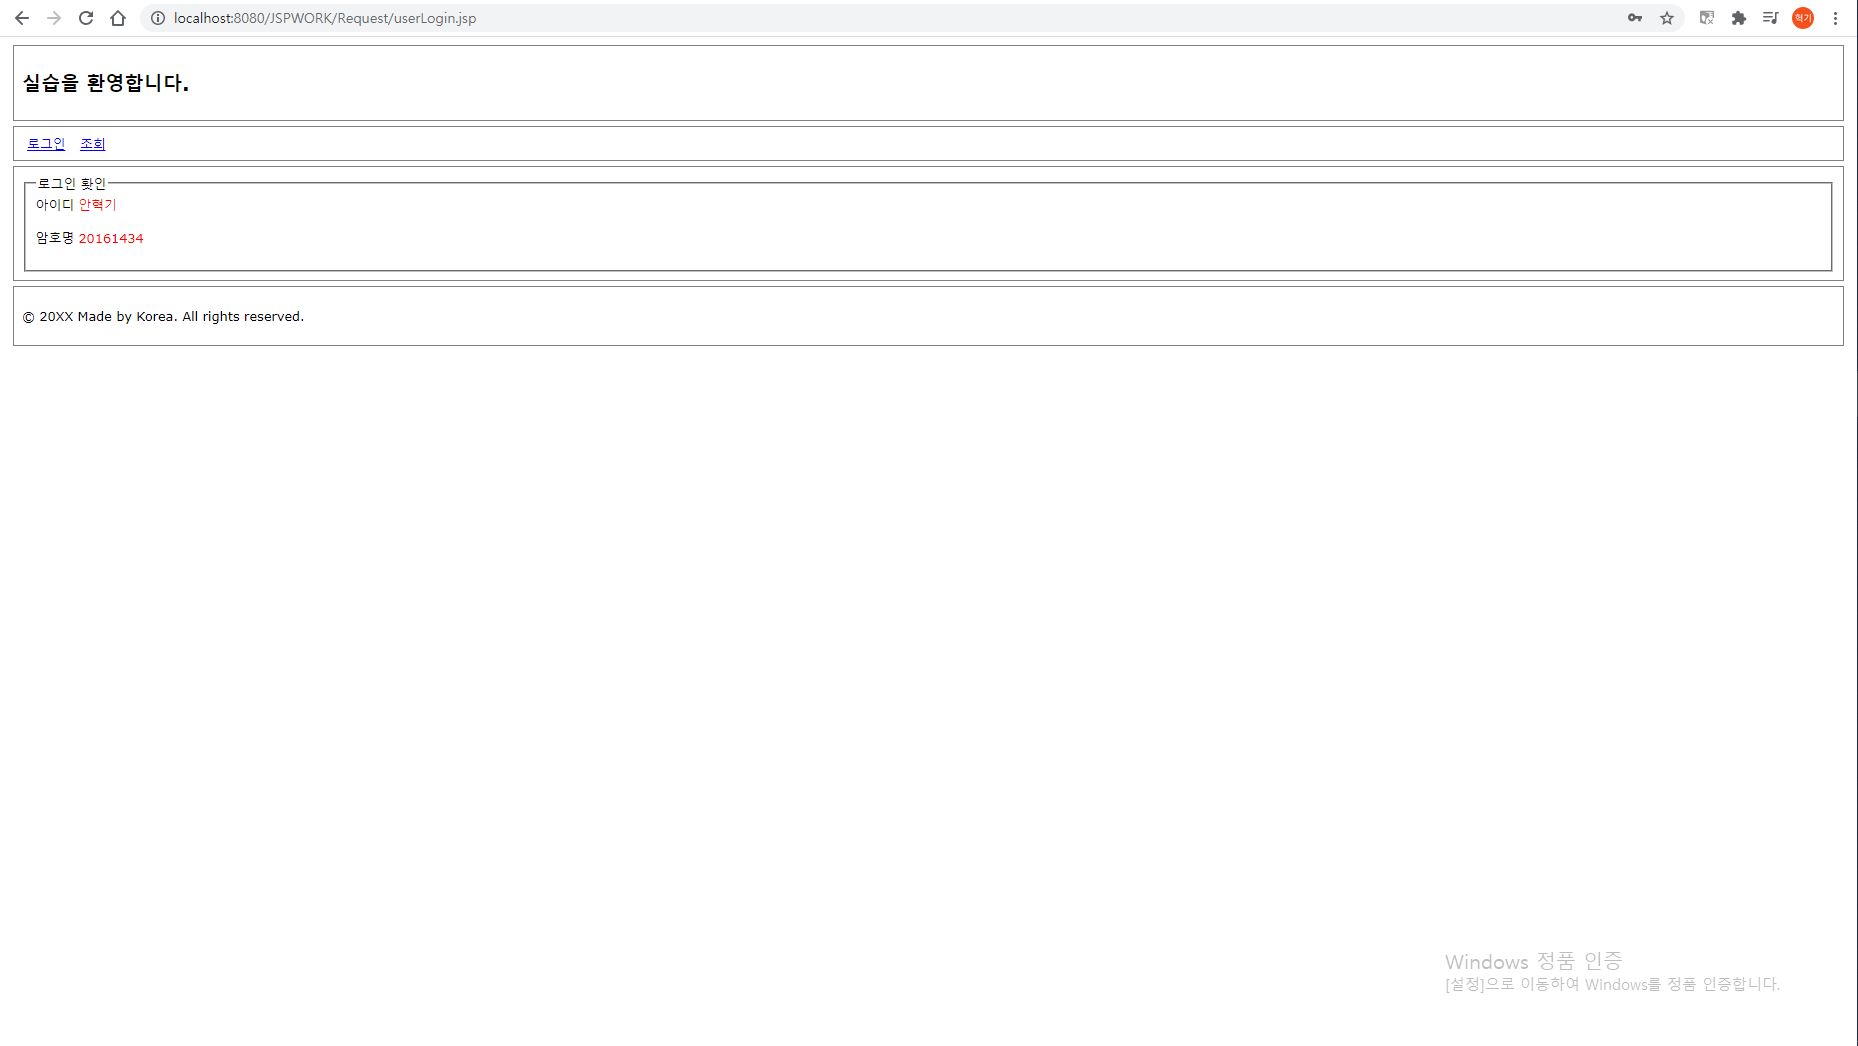 localhost:8080/JSPWORK/Request/userLogin.jsp
혁기
실습을 환영합니다.
로그인 조회
로그인 홧인
아이디 안혁기
암호명 20161434
© 20XX Made by Korea. All rights reserved.
Windows 정품 인증
[설정]으로 이동하여 Windows를 정품 인증합니다.